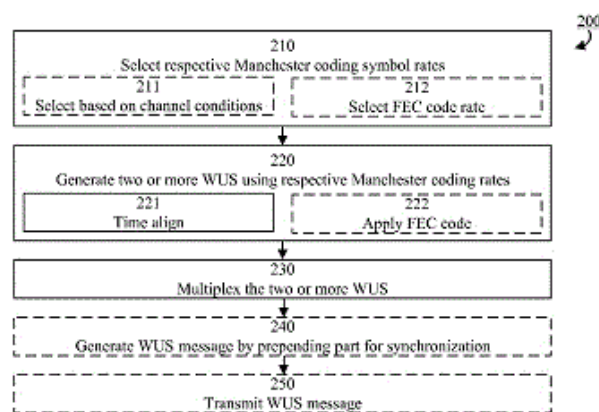 200
210
Select respective Manchester coding symbol rates
211
Select based on channel conditions
212
Select FEC code rate
220
Generate two or more WUS using respective Manchester coding rates
221
Time align
222
Apply FEC code
230
Multiplex the two or more WUS
240
Generate WUS message by prepending part for synchronization
250
Transmit WUS message